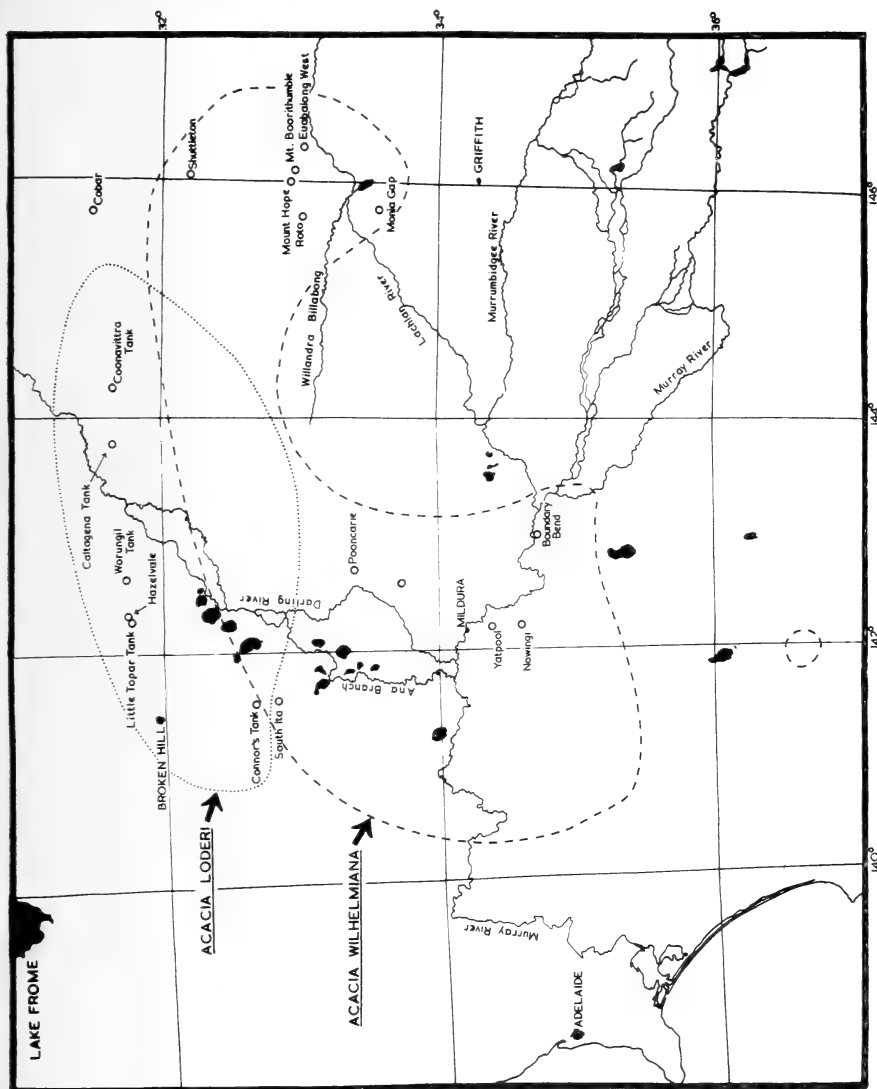 LAKE FROME
BROKEN HILL
Little Topar Tank
Hazelvale
Worungil
Tank
Caltagena Tank
Coonavittra
Tank
Cobar
32°
ACACIA LODERI
Shuttleton
Connor's Tank
South Ita
Darling River
Mount Hope
Mt. Boorithumble
Roto
Euabalong West
Willandra Billabong
ACACIA WILHELMIANA
Ana Branch
Pooncarie
Lachlan
River
Monia Gap
34°
MILDURA
GRIFFITH
Yatpool
Nowingi
Murrumbidgee River
Murray River
Boundary
Bend
ADELAIDE
Murray River
36°
140°
142°
144°
146°